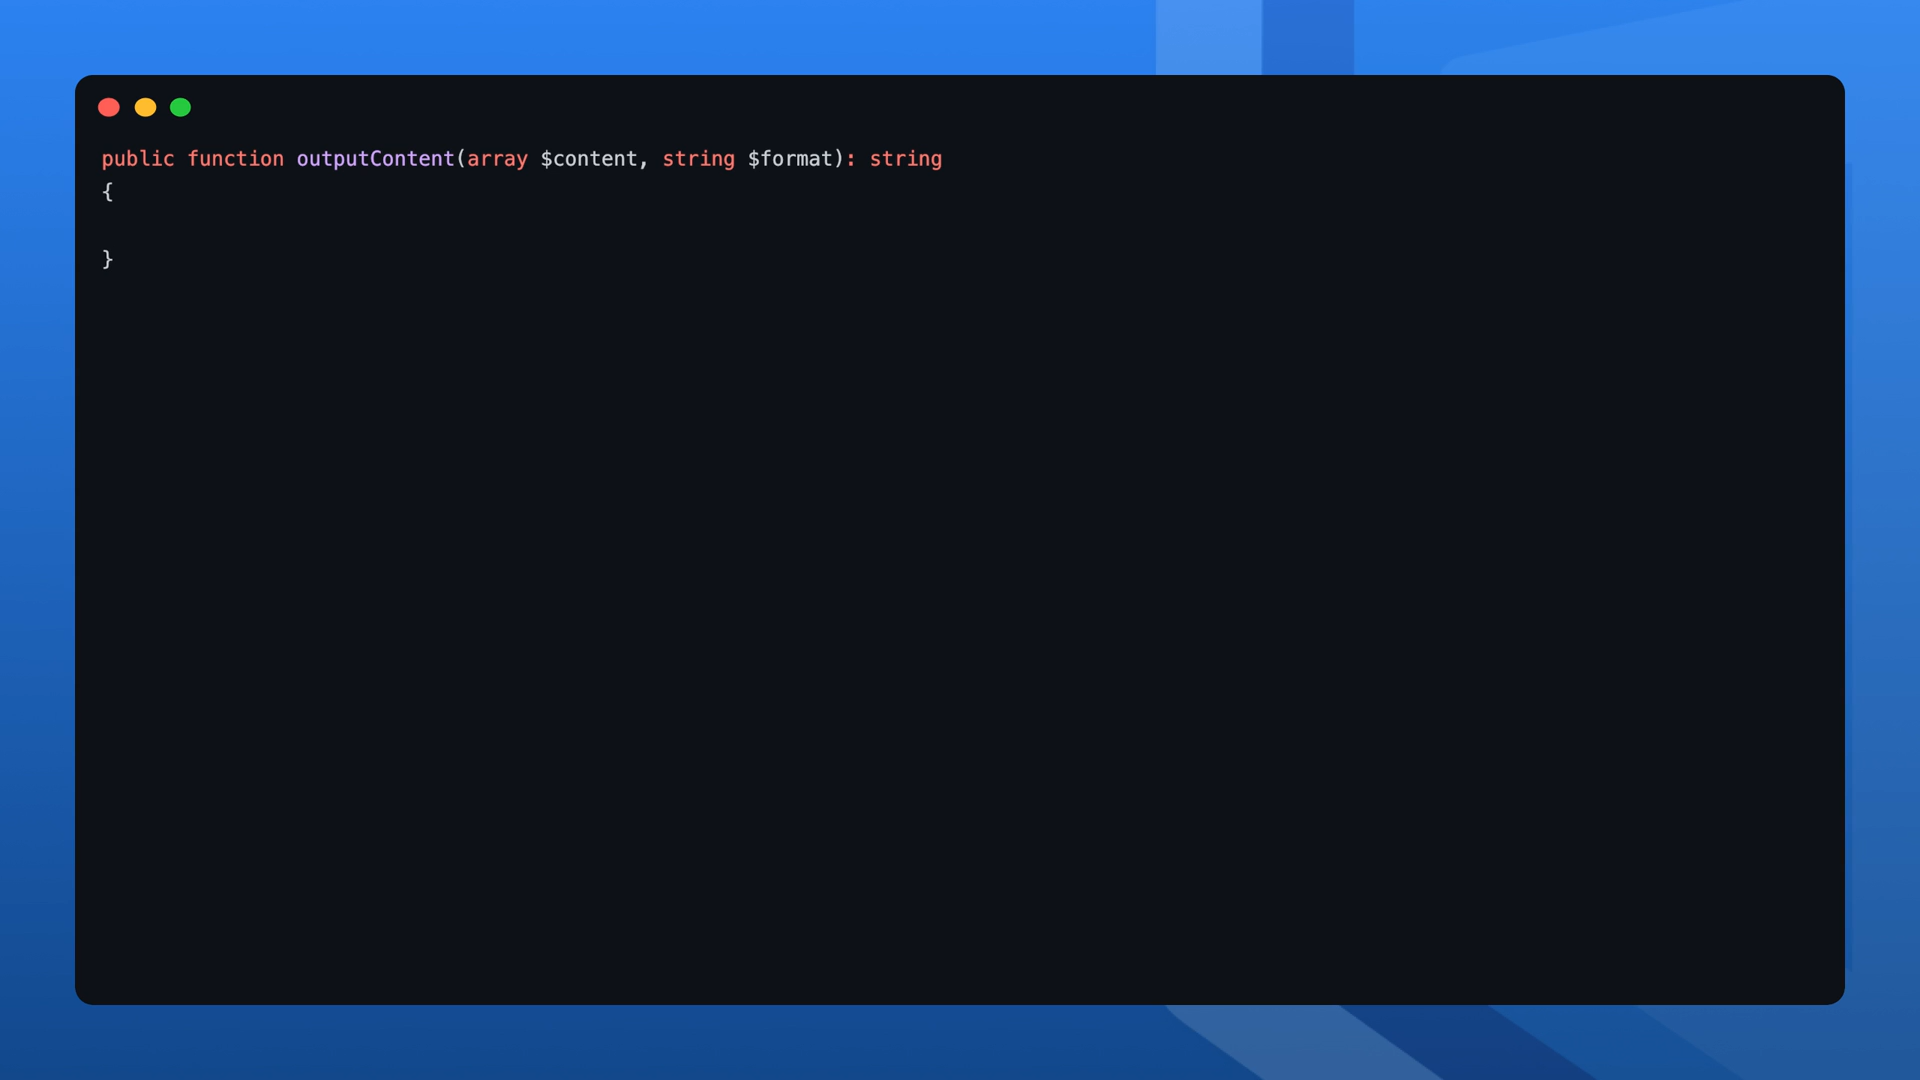 public function outputContent(array $content, string $format): string
{
}